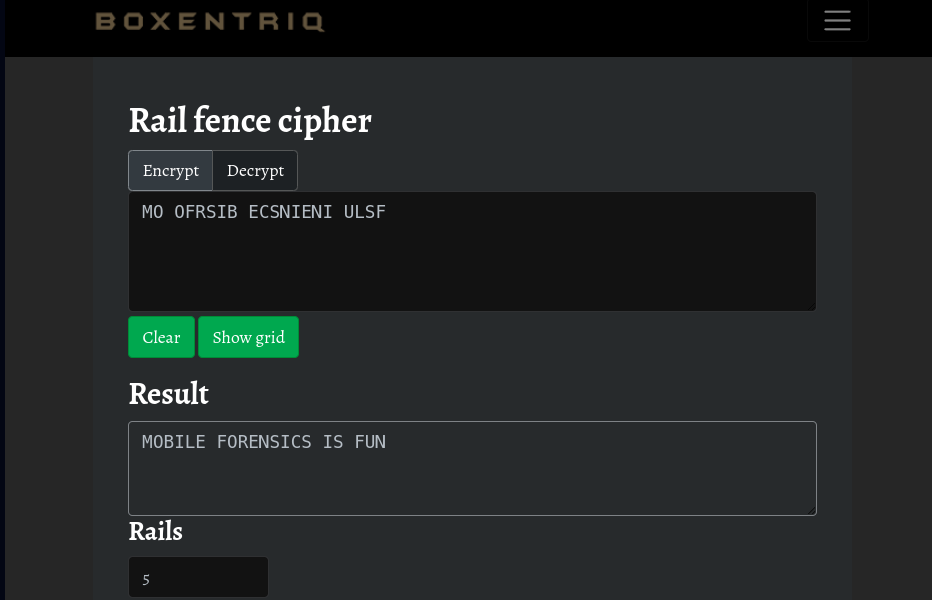 BOXENTRIQ
Rail fence cipher
Encrypt Decrypt
MO OFRSIB ECSNIENI ULSF
Clear Show grid
Result
MOBILE FORENSICS IS FUN
Rails
5